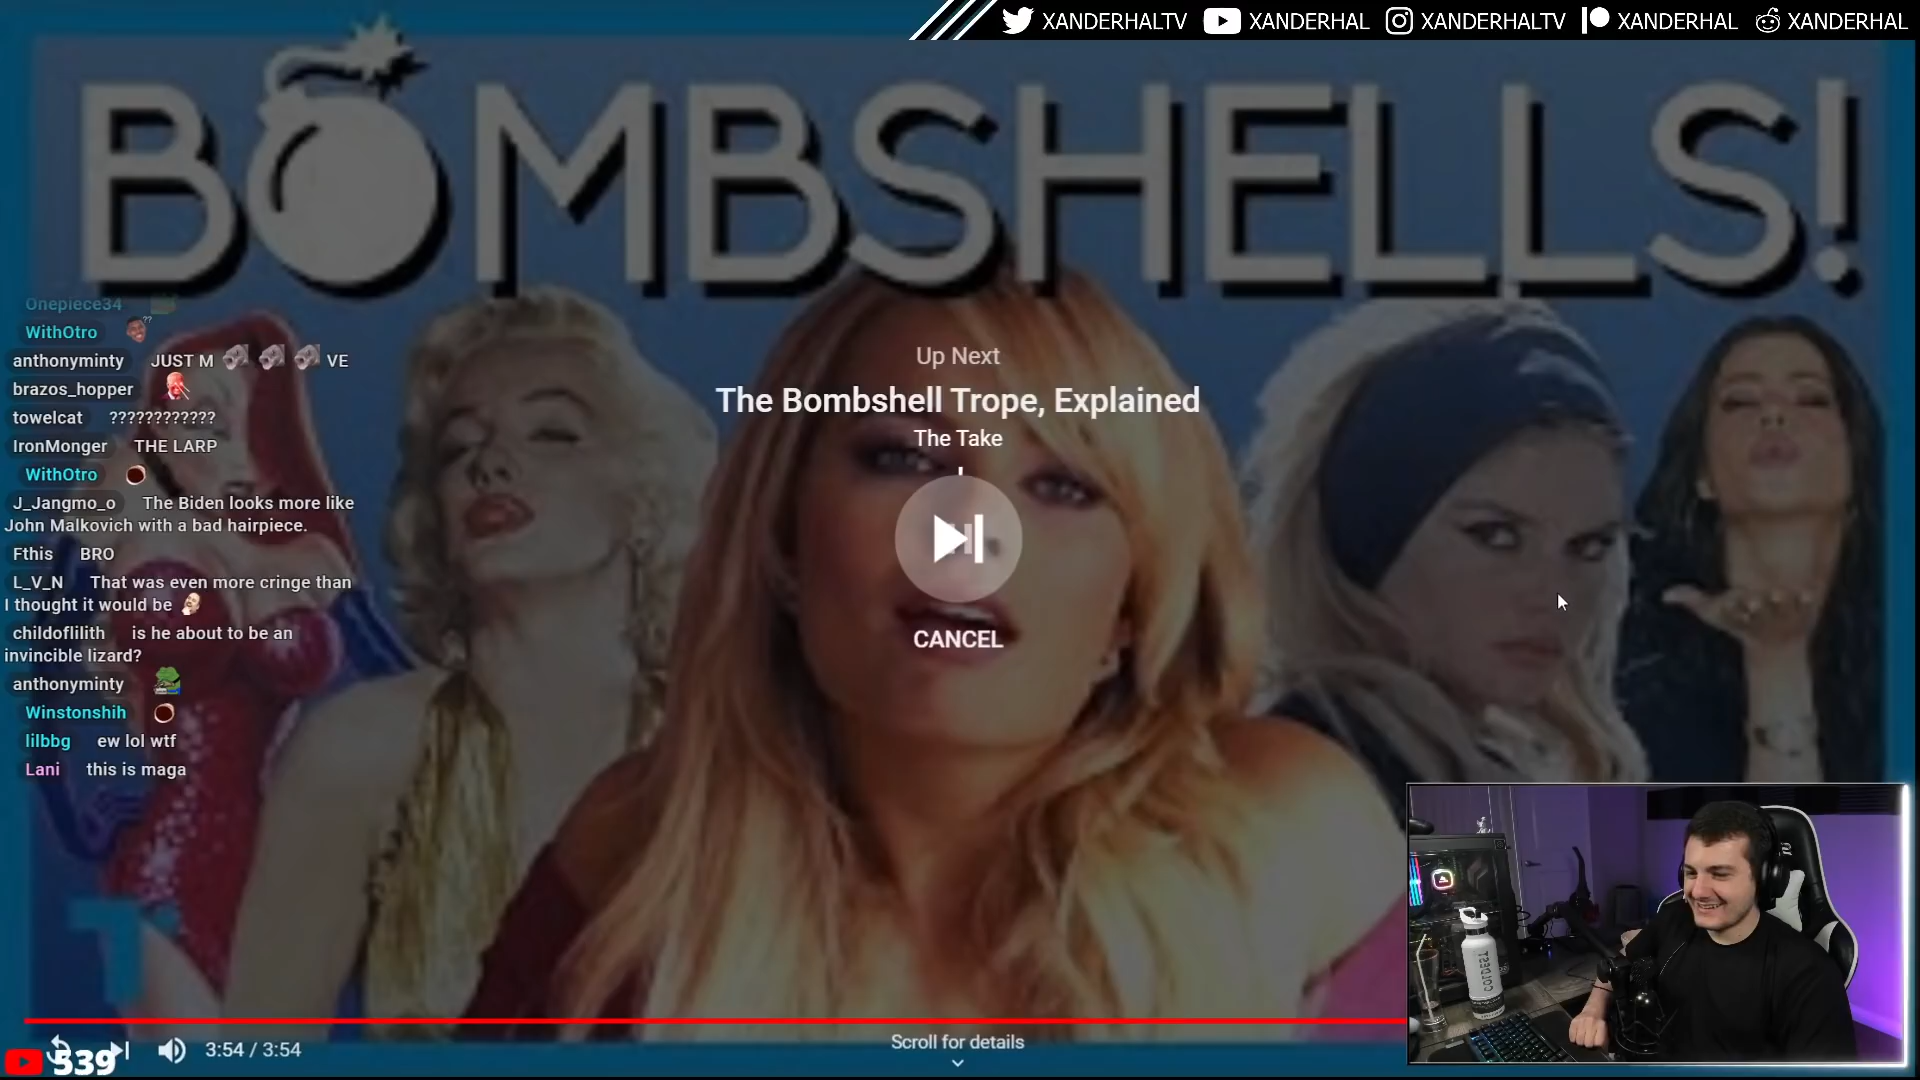 XANDERHALTV XANDERHAL XANDERHALTV XANDERHAL XANDERHAL
BOMBSHELLS!
Onepiece34
WithOtro ??
anthonyminty JUST M VE
brazos_hopper
towelcat ????????????
IronMonger THE LARP
WithOtro
J_Jangmo_o The Biden looks more like
John Malkovich with a bad hairpiece.
Fthis BRO
L_V_N That was even more cringe than
I thought it would be
childoflilith is he about to be an
invincible lizard?
anthonyminty
Winstonshih
lilbbg ew lol wtf
Lani this is maga
Up Next
The Bombshell Trope, Explained
The Take
CANCEL
COLDEST
539
3:54 / 3:54
Scroll for details